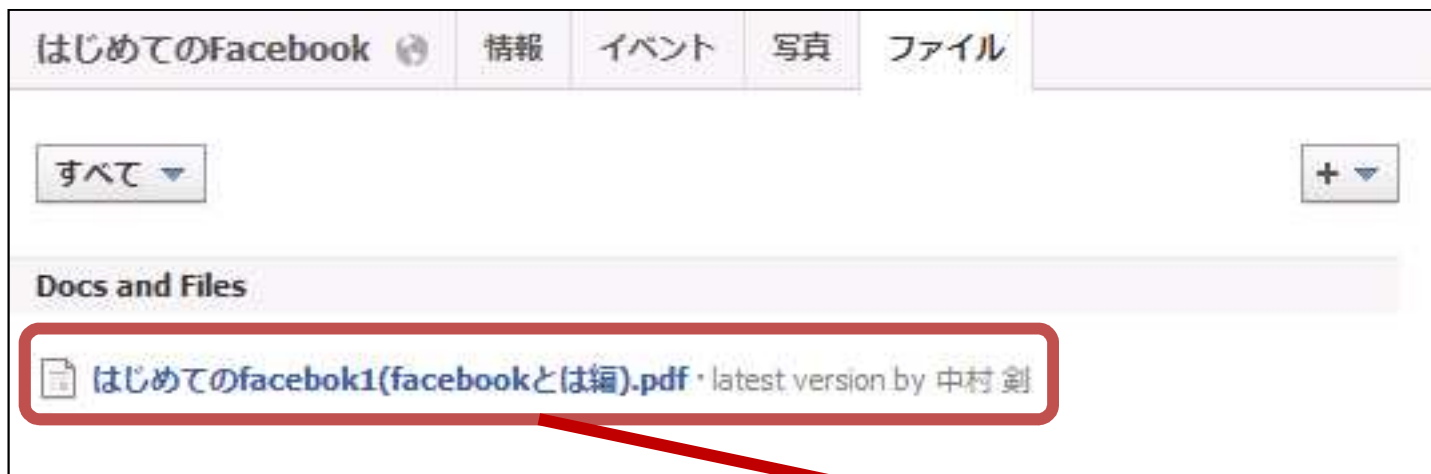 はじめてのFacebook 情報 イベント 写真 ファイル
すべて
+
Docs and Files
はじめてのfacebok1(facebookとは編).pdf · latest version by 中村 剣